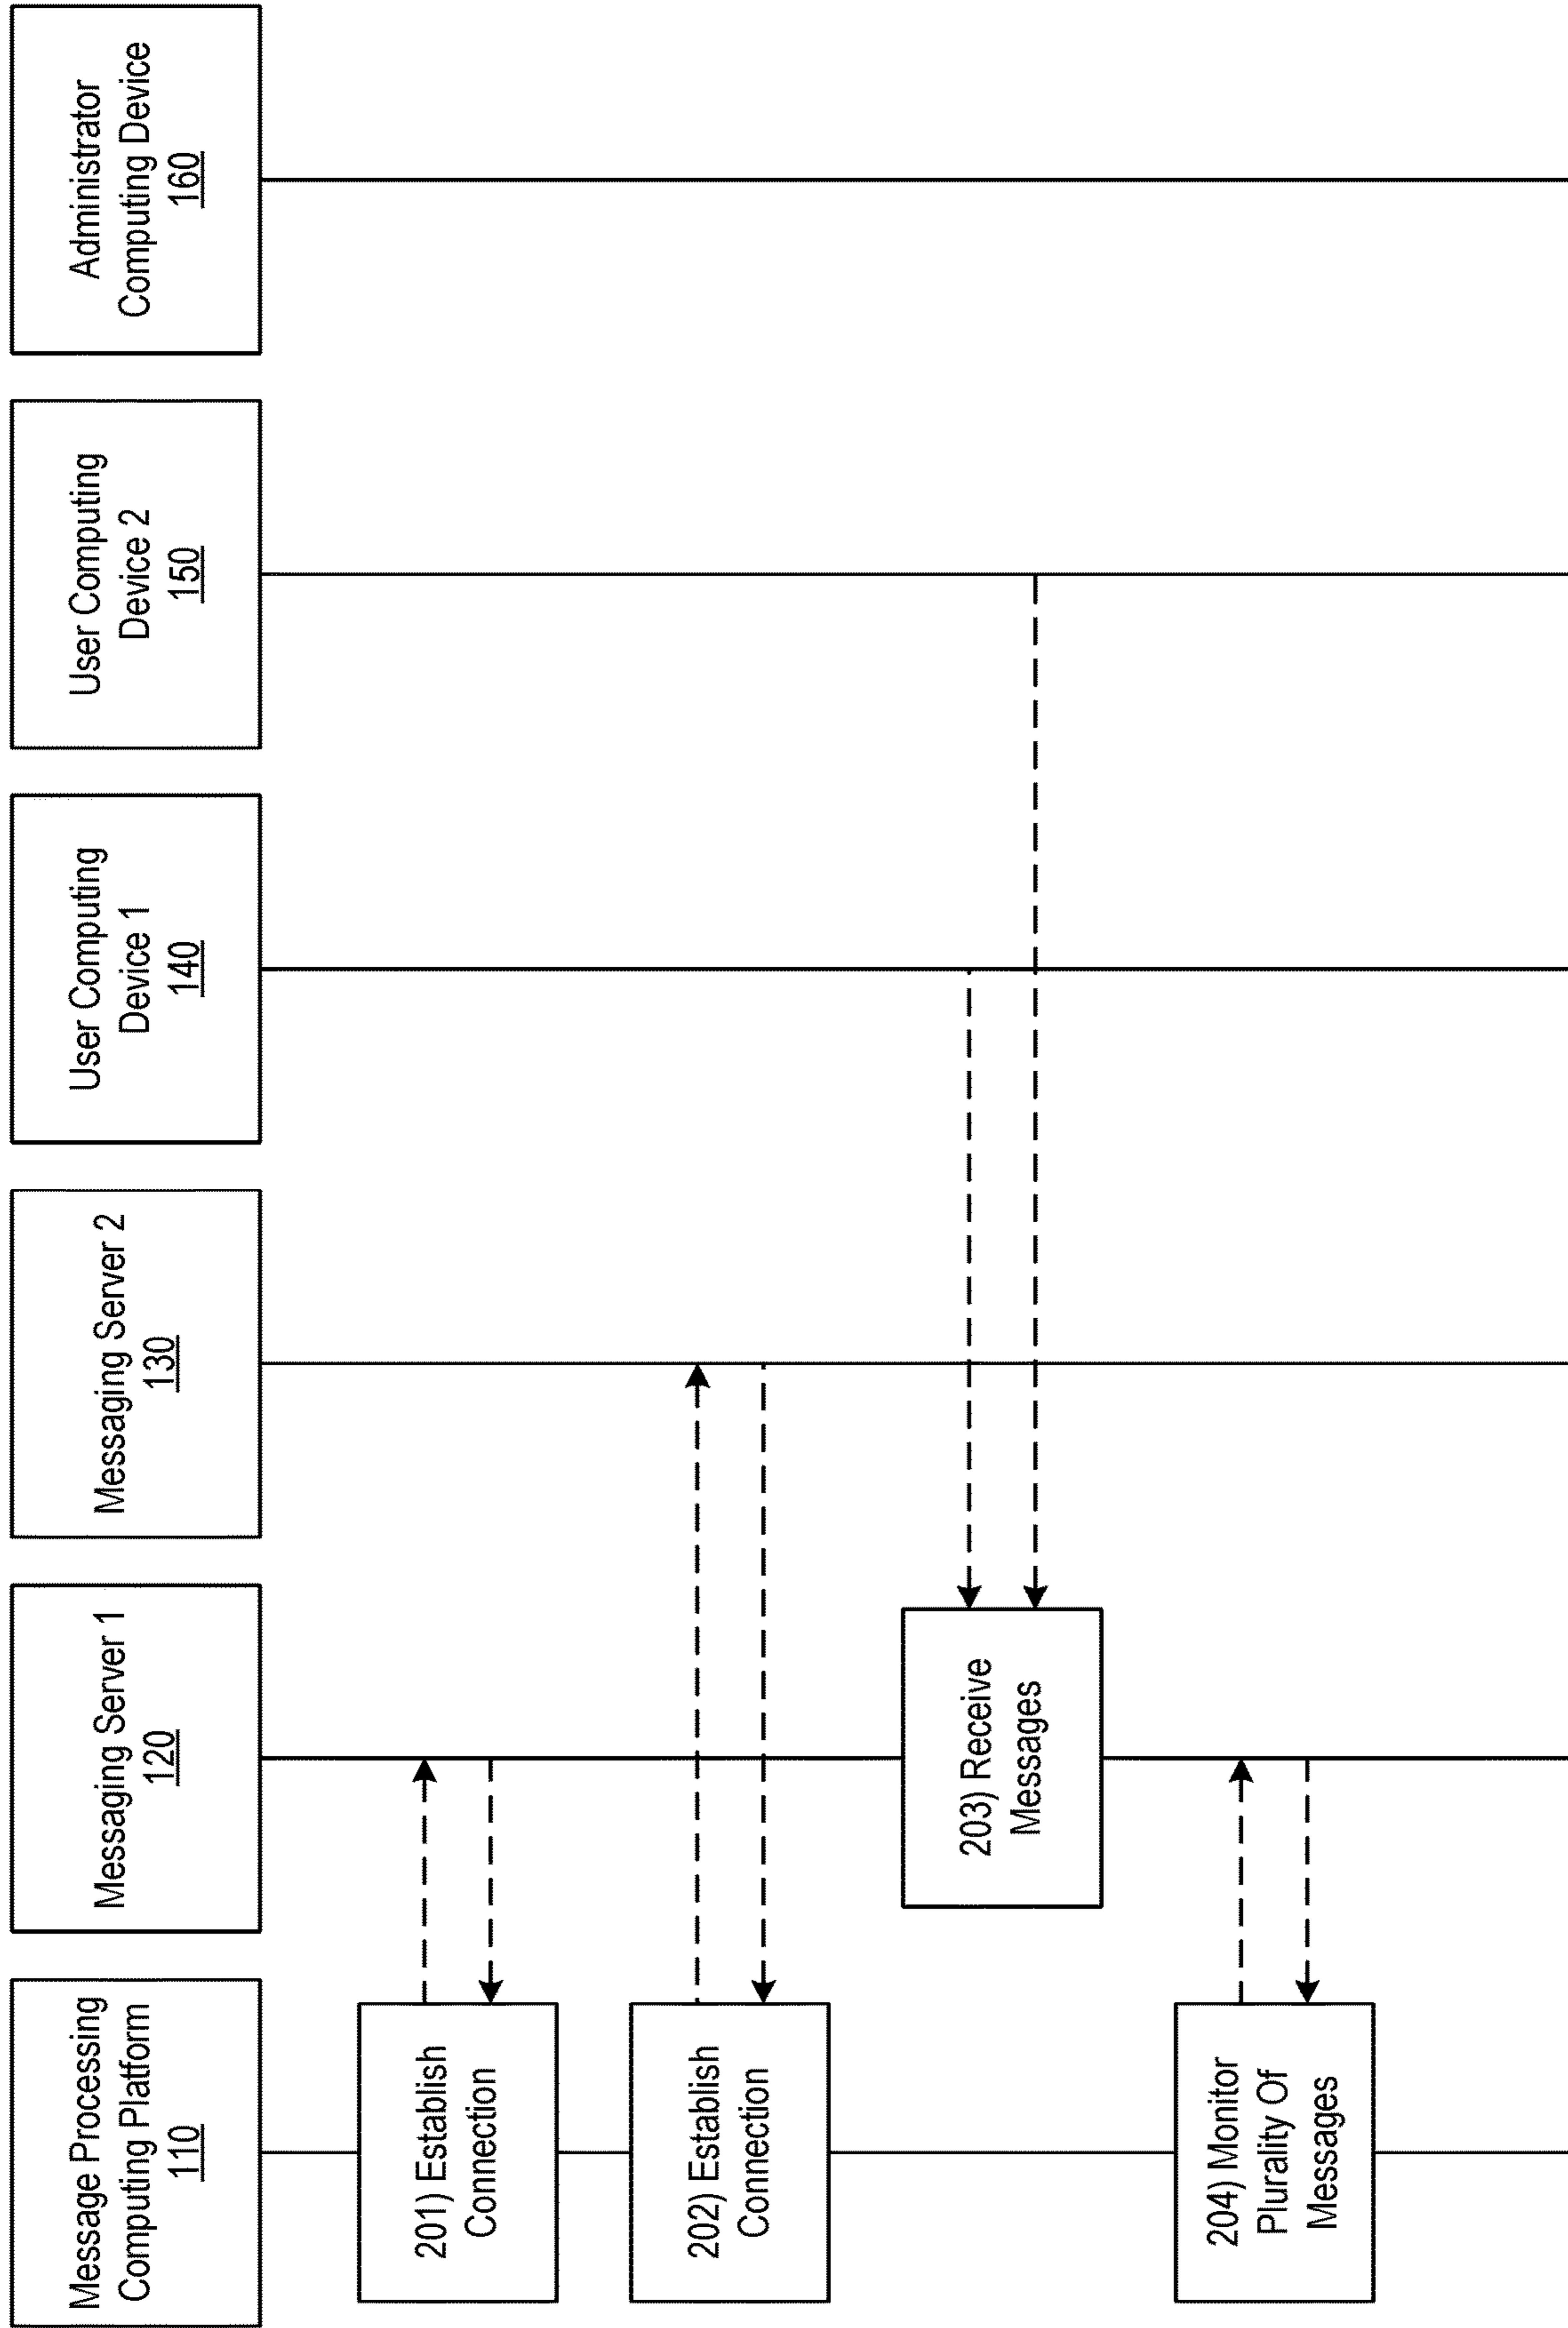 Message Processing
Computing Platform
110
Messaging Server 1
120
Messaging Server 2
130
User Computing
Device 1
140
User Computing
Device 2
150
Administrator
Computing Device
160
201) Establish
Connection
202) Establish
Connection
203) Receive
Messages
204) Monitor
Plurality Of
Messages